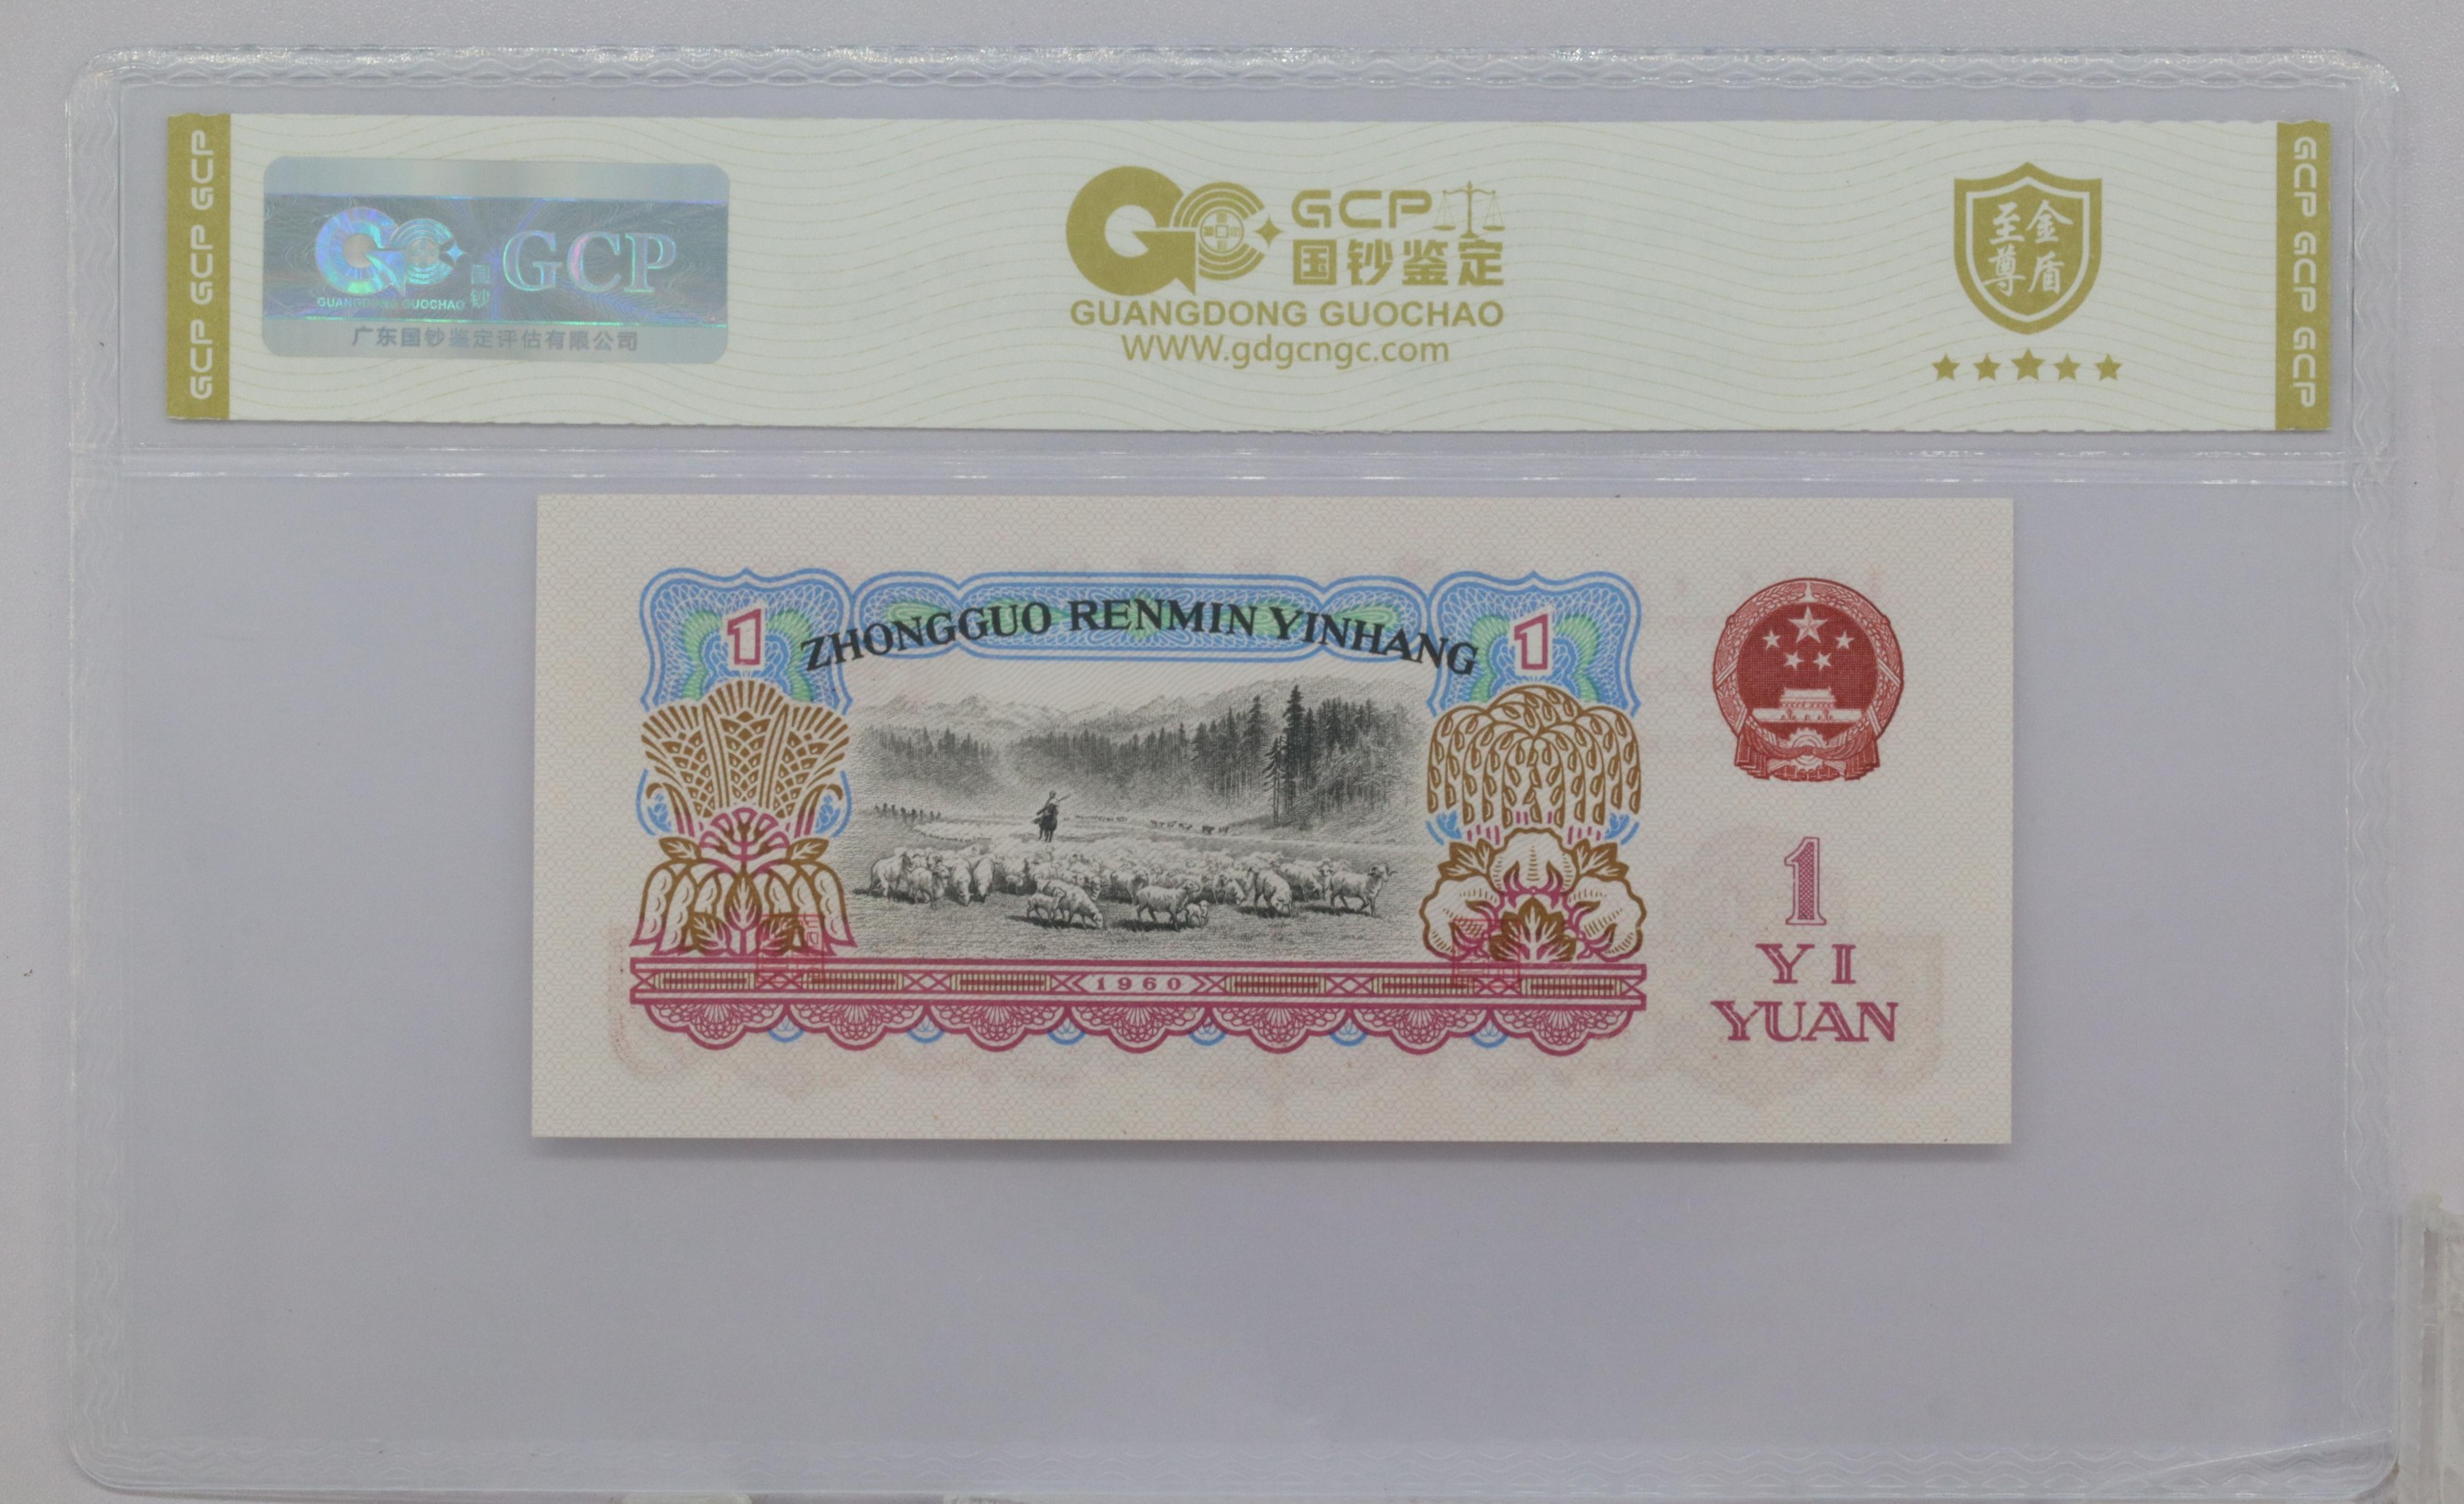 GCP GCP GCP
GUANGDONG GUOCHAO
国钞
GCP
广东国钞鉴定评估有限公司
GCP
国钞鉴定
GUANGDONG GUOCHAO
WWW.gdgcngc.com
至尊
金盾
GCP GCP GCP
1
ZHONGGUO RENMIN YINHANG
1
1960
1
YI
YUAN